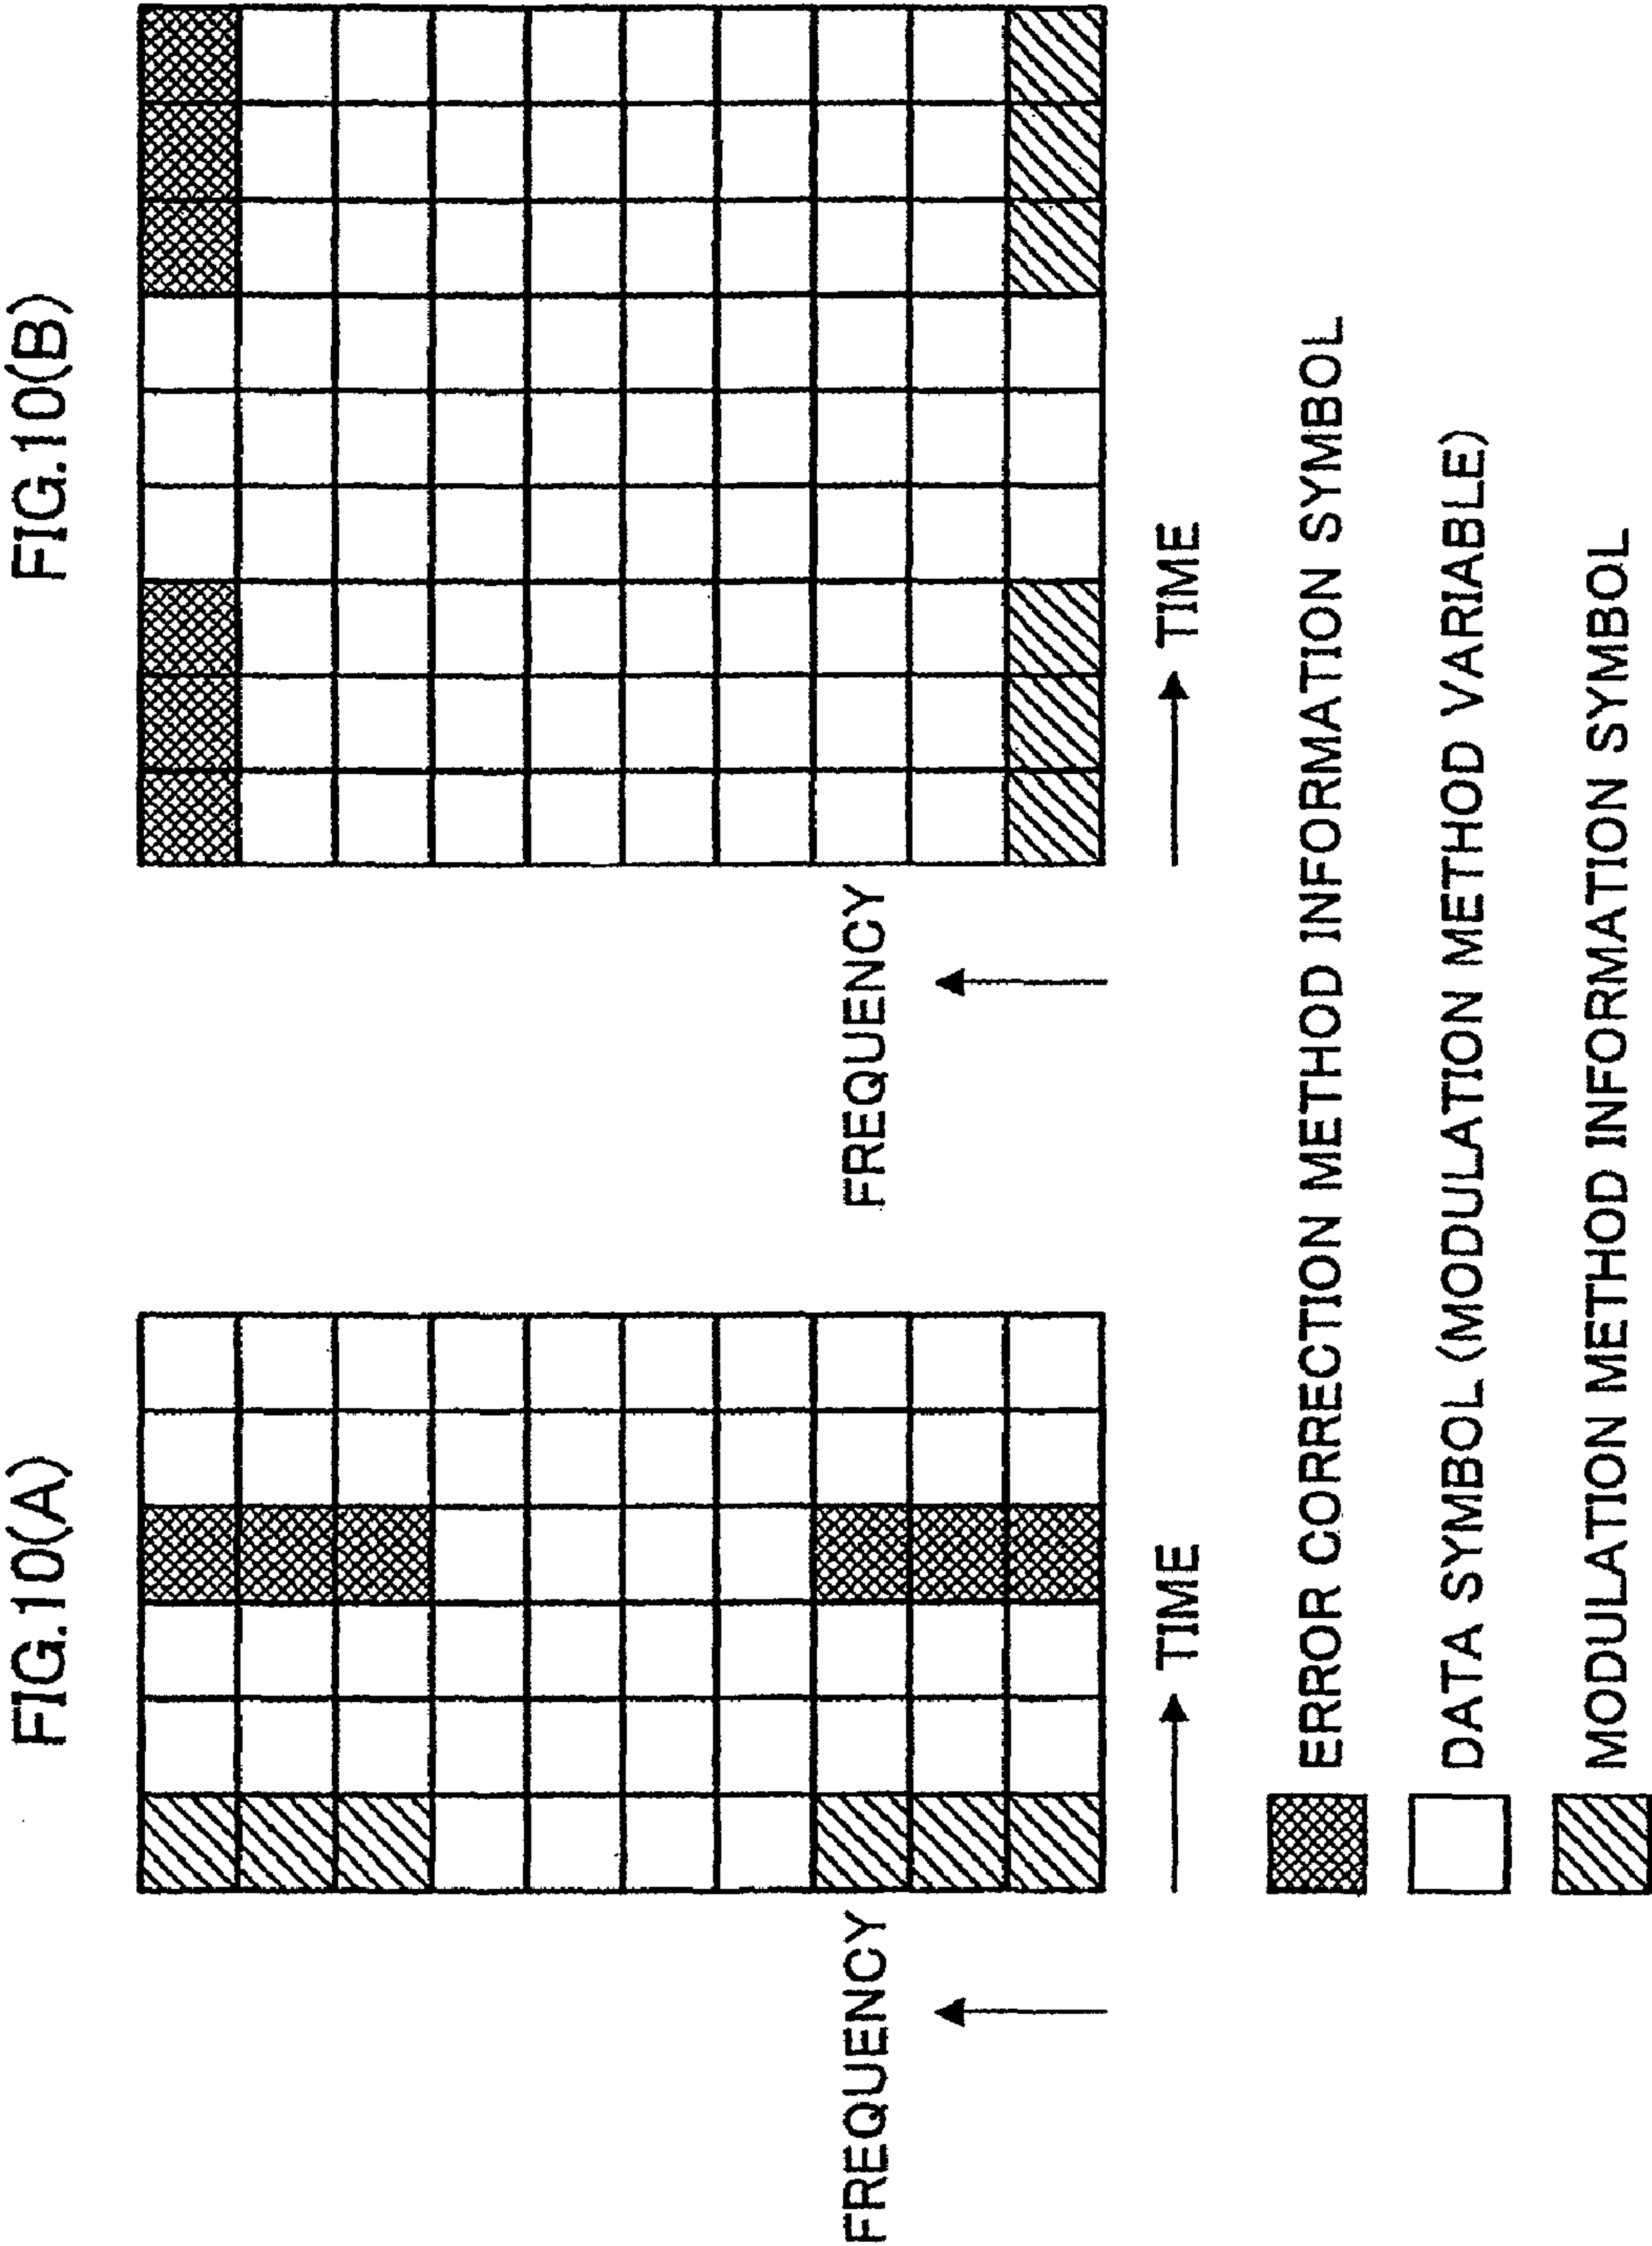 FIG.10(A)
FREQUENCY
TIME
FIG.10(B)
FREQUENCY
TIME
ERROR CORRECTION METHOD INFORMATION SYMBOL
DATA SYMBOL (MODULATION METHOD VARIABLE)
MODULATION METHOD INFORMATION SYMBOL